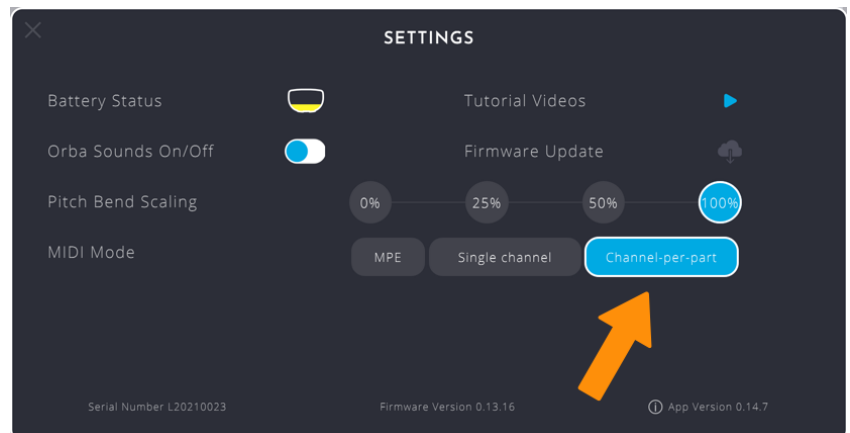 SETTINGS
Battery Status
Tutorial Videos
Orba Sounds On/Off
Firmware Update
Pitch Bend Scaling
0%
25%
50%
100%
MIDI Mode
MPE
Single channel
Channel-per-part
Serial Number L20210023
Firmware Version 0.13.16
App Version 0.14.7